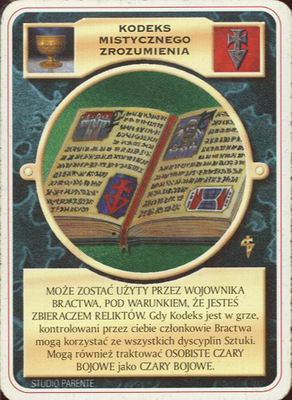 KODEKS
MISTYCZNEGO
ZROZUMIENIA
MOŻE ZOSTAĆ UŻYTY PRZEZ WOJOWNIKA
BRACTWA, POD WARUNKIEM, ŻE JESTEŚ
ZBIERACZEM RELIKTÓW. Gdy Kodeks jest w grze,
kontrolowani przez ciebie członkowie Bractwa
mogą korzystać ze wszystkich dyscyplin Sztuki.
Mogą również traktować OSOBISTE CZARY
BOJOWE jako CZARY BOJOWE.
STUDIO PARENTE